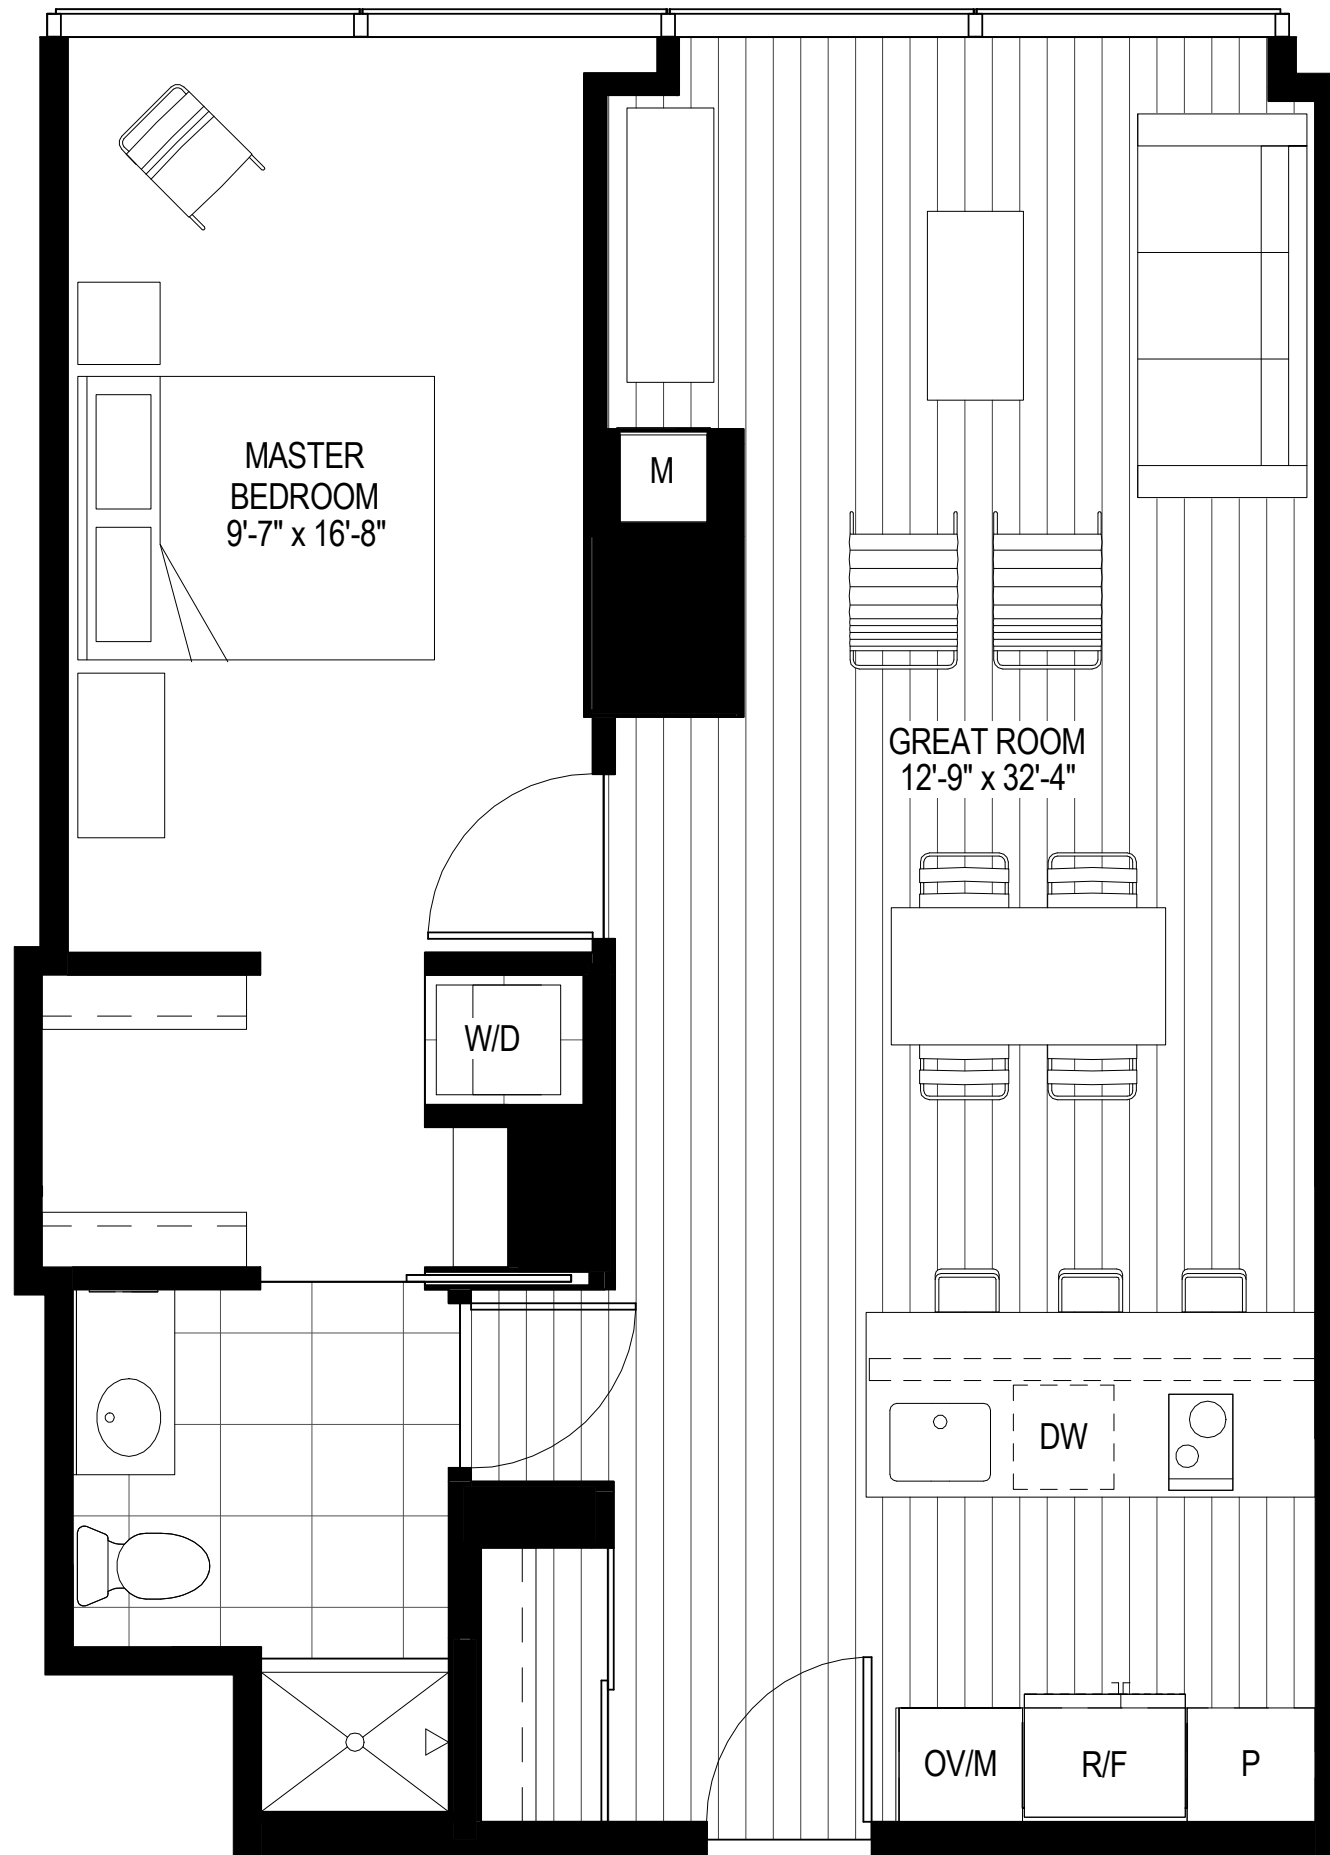 MASTER
BEDROOM
9'-7" x 16'-8"
M
GREAT ROOM
12'-9" x 32'-4"
W/D
DW
OV/M
R/F
P